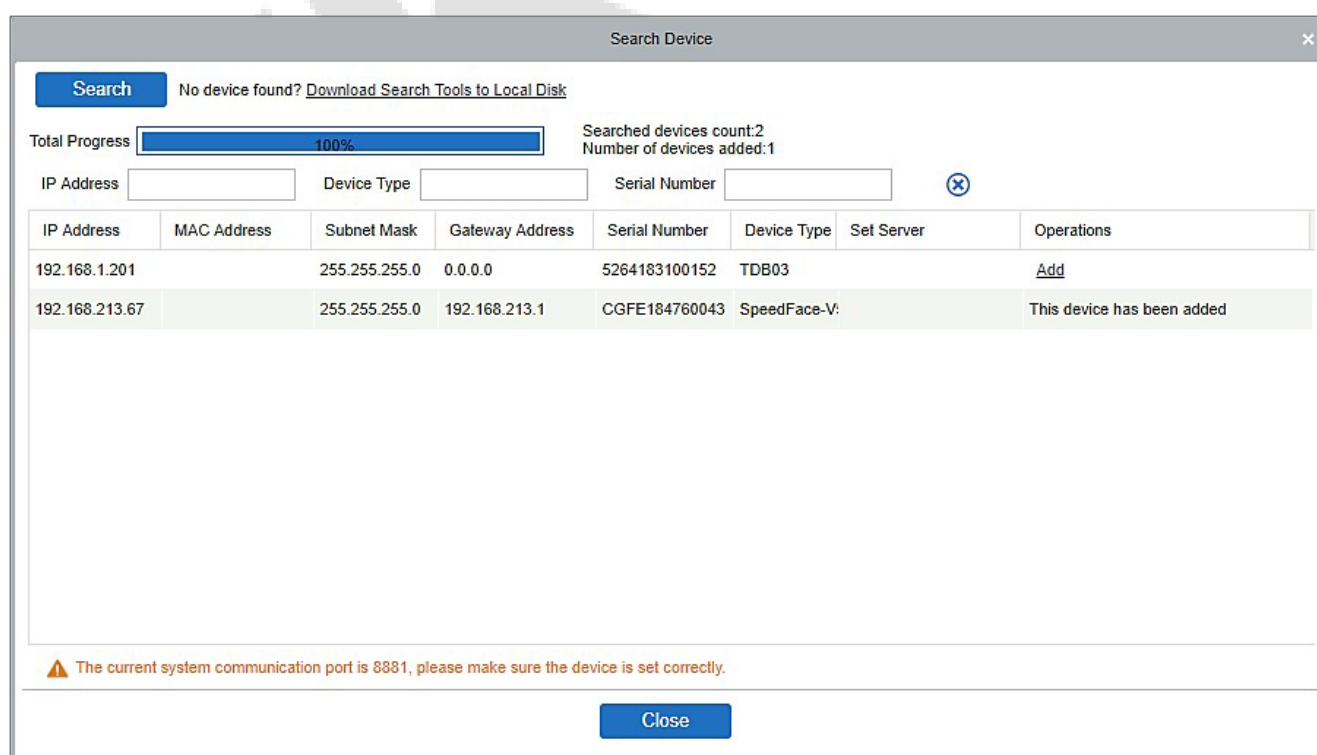 Search Device
Search No device found? Download Search Tools to Local Disk
Total Progress 100% Searched devices count:2
Number of devices added:1
IP Address Device Type Serial Number
IP Address MAC Address Subnet Mask Gateway Address Serial Number Device Type Set Server Operations
192.168.1.201 255.255.255.0 0.0.0.0 5264183100152 TDB03 Add
192.168.213.67 255.255.255.0 192.168.213.1 CGFE184760043 SpeedFace-V This device has been added
The current system communication port is 8881, please make sure the device is set correctly.
Close